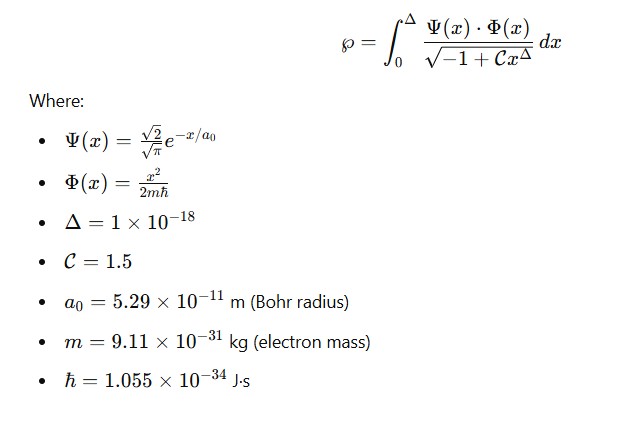 ℘ = ∫₀^Δ Ψ(x) · Φ(x) / √(−1 + 𝒞x^Δ) dx
Where:
• Ψ(x) = √2/√π e^(−x/a₀)
• Φ(x) = x²/2mħ
• Δ = 1 × 10⁻¹⁸
• 𝒞 = 1.5
• a₀ = 5.29 × 10⁻¹¹ m (Bohr radius)
• m = 9.11 × 10⁻³¹ kg (electron mass)
• ħ = 1.055 × 10⁻³⁴ J·s